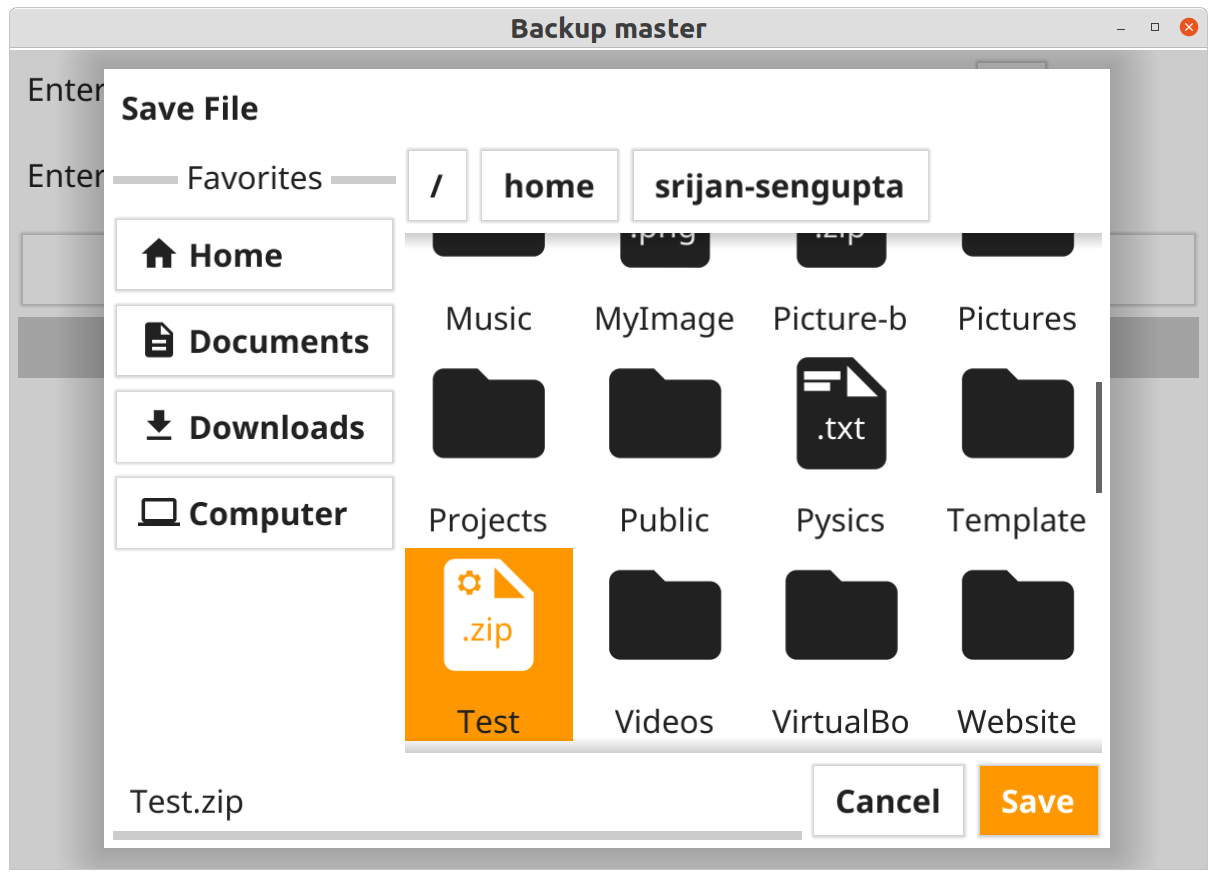 Backup master
Enter
Enter
Save File
Favorites
Home
Documents
Downloads
Computer
/ home srijan-sengupta
.png .zip
Music MyImage Picture-b Pictures
.txt
Projects Public Pysics Template
.zip
Test Videos VirtualBo Website
Test.zip
Cancel Save